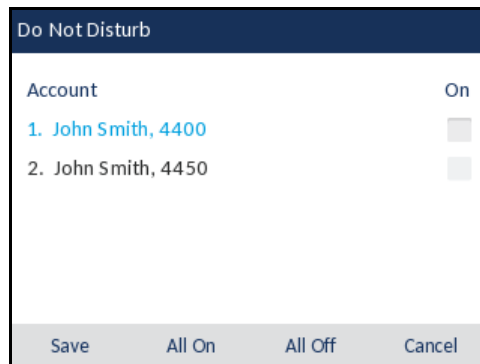 Do Not Disturb
Account On
1. John Smith, 4400
2. John Smith, 4450
Save All On All Off Cancel